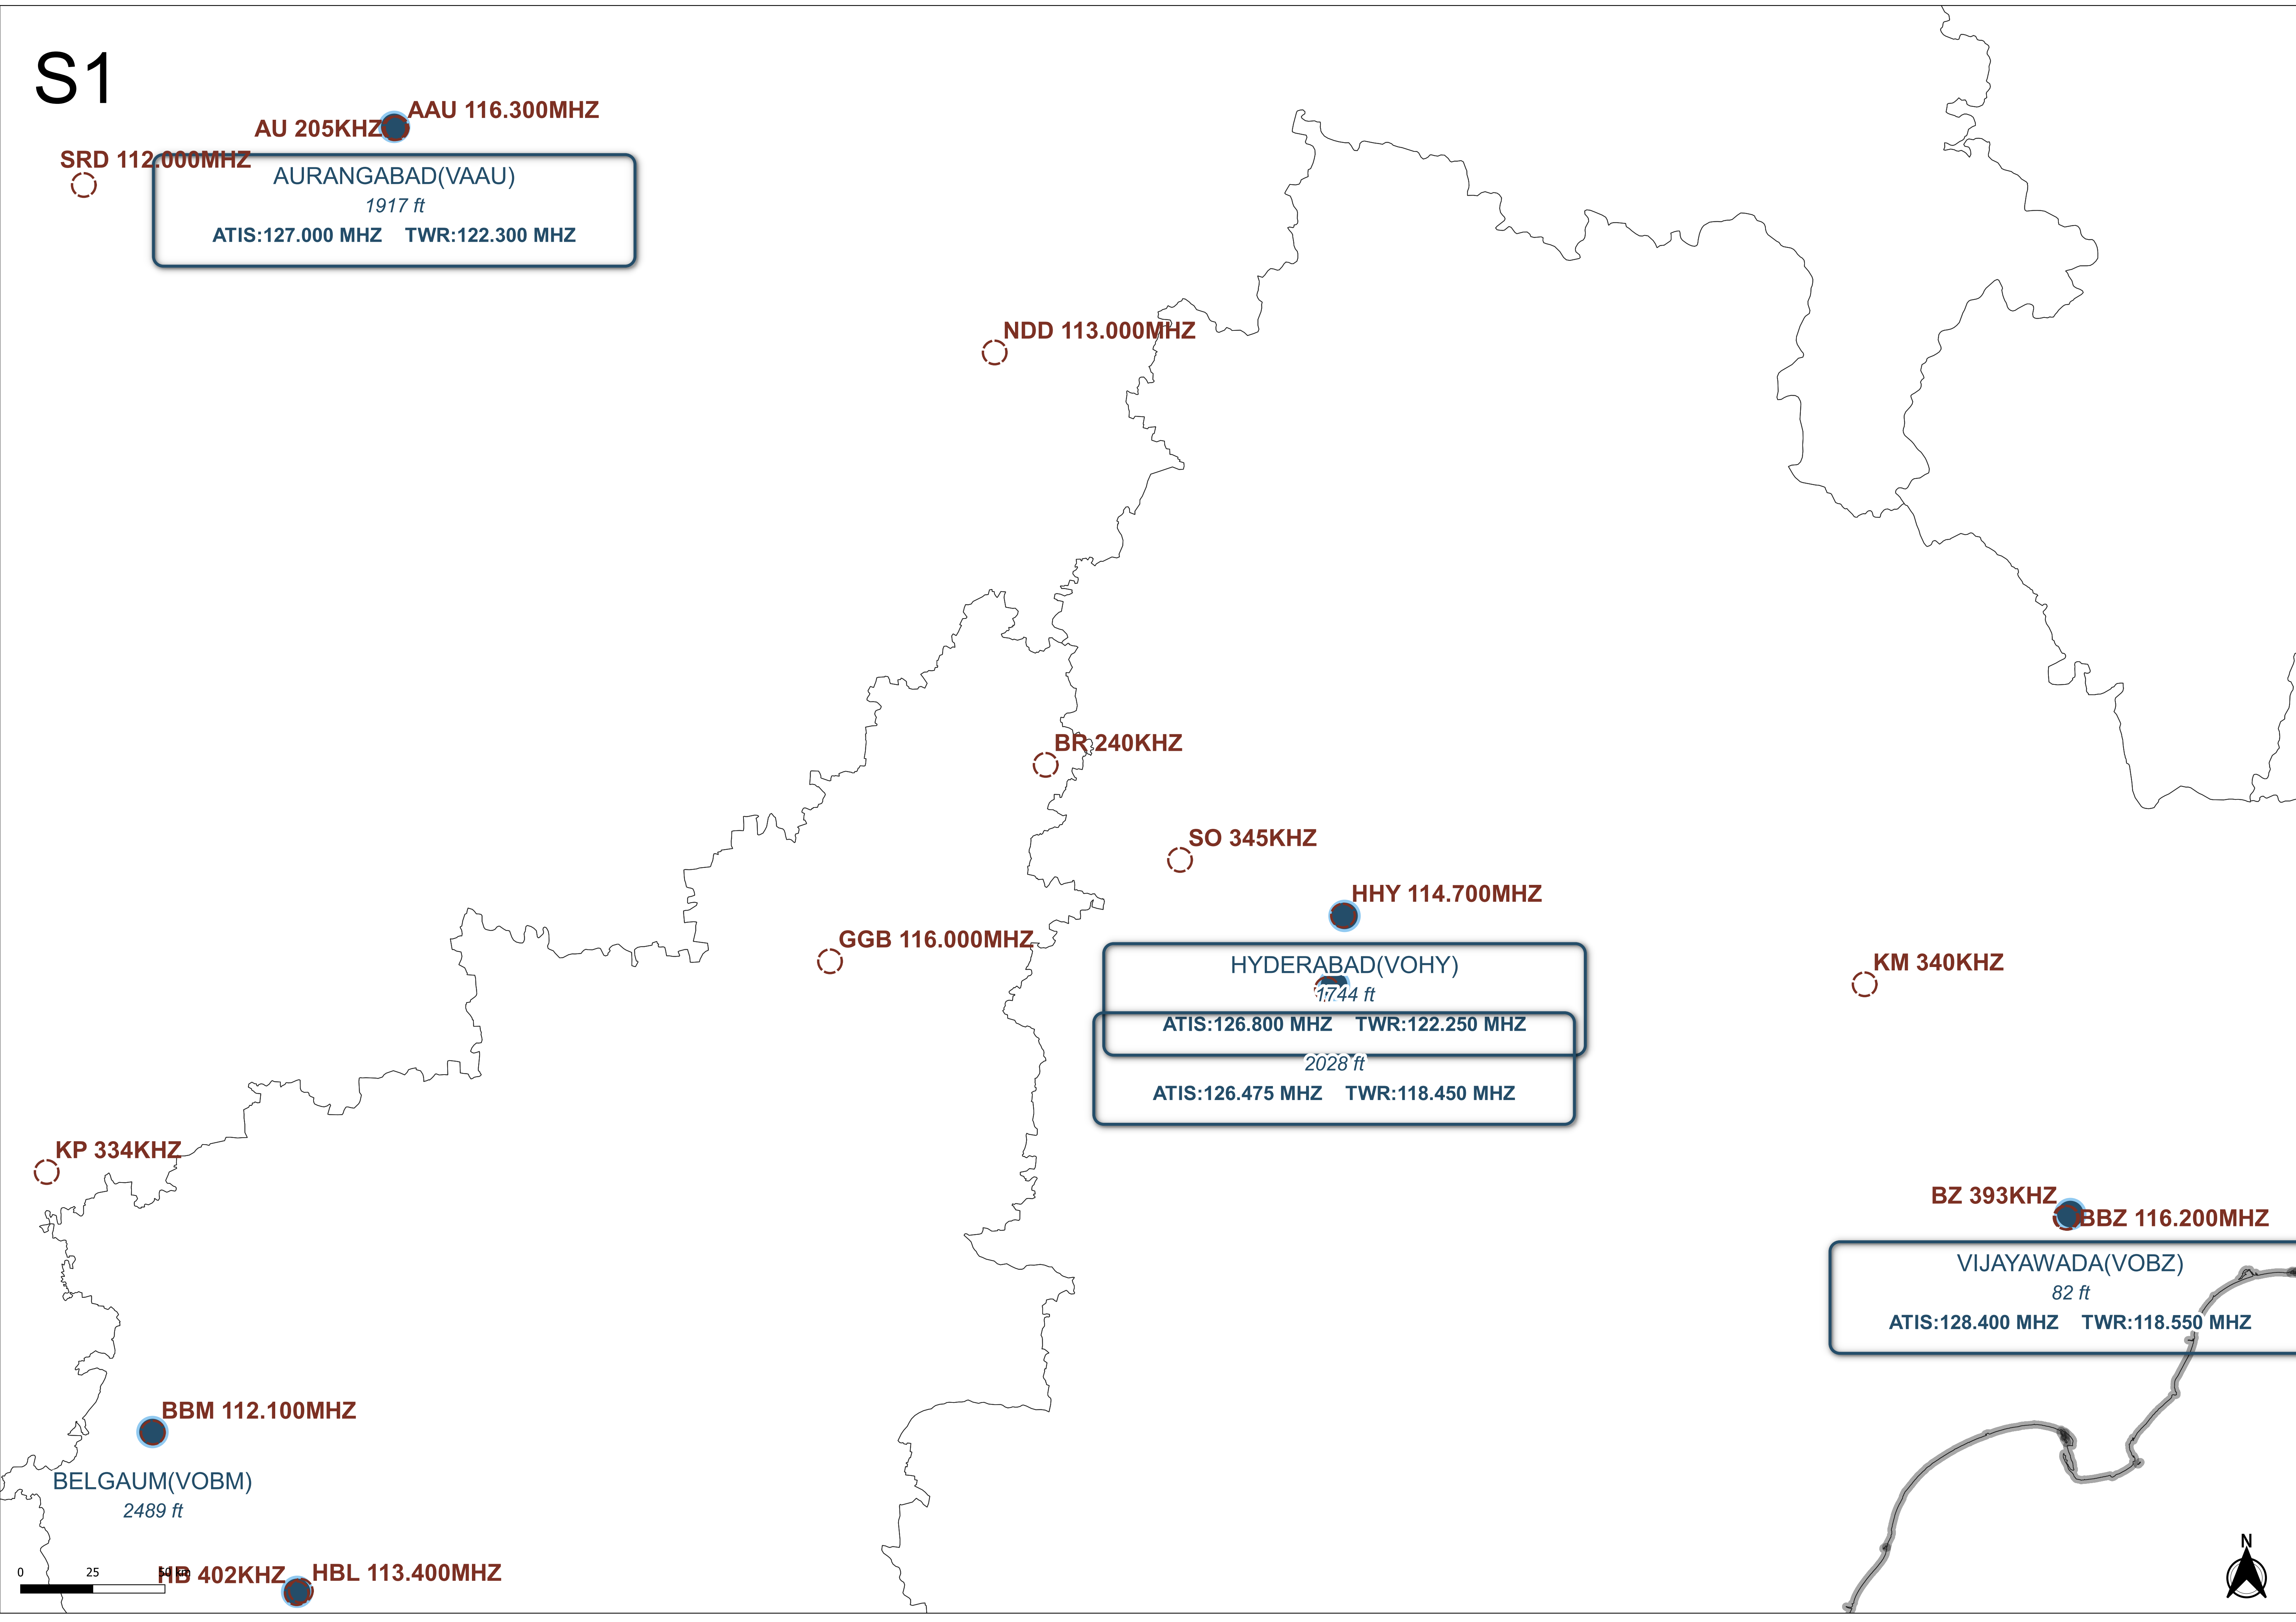 S1
AAU 116.300MHZ
AU 205KHZ
SRD 112.000MHZ
AURANGABAD(VAAU)
1917 ft
ATIS:127.000 MHZ TWR:122.300 MHZ
NDD 113.000MHZ
BR 240KHZ
SO 345KHZ
HHY 114.700MHZ
GGB 116.000MHZ
HYDERABAD(VOHY)
1744 ft
ATIS:126.800 MHZ TWR:122.250 MHZ
2028 ft
ATIS:126.475 MHZ TWR:118.450 MHZ
KM 340KHZ
KP 334KHZ
BZ 393KHZ
BBZ 116.200MHZ
VIJAYAWADA(VOBZ)
82 ft
ATIS:128.400 MHZ TWR:118.550 MHZ
BBM 112.100MHZ
BELGAUM(VOBM)
2489 ft
HB 402KHZ
HBL 113.400MHZ
0 25 50 km
N